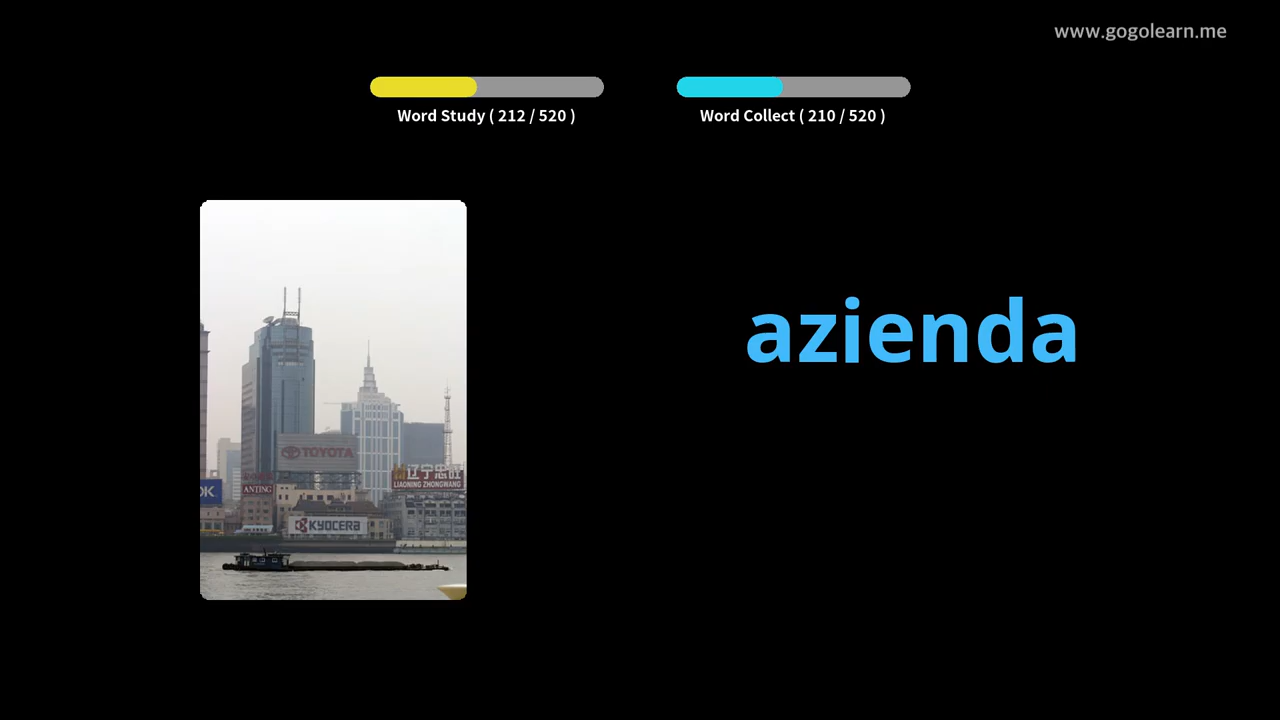 www.gogolearn.me
Word Study ( 212 / 520 )
Word Collect ( 210 / 520 )
azienda
TOYOTA
辽宁忠旺
LIAONING ZHONGWANG
OK
ANTING
KYOCERA